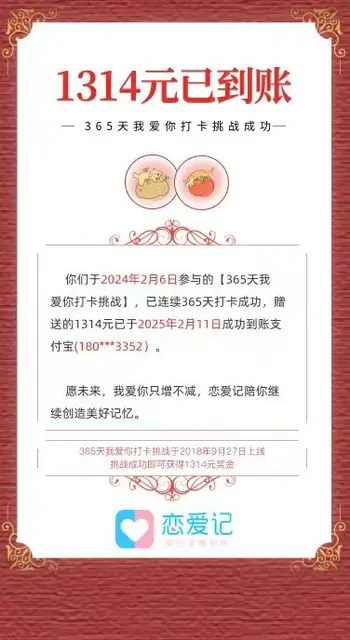 1314元已到账
— 365天我爱你打卡挑战成功—
你们于2024年2月6日参与的【365天我
爱你打卡挑战】，已连续365天打卡成功，赠
送的1314元已于2025年2月11日成功到账支
付宝(180***3352）。
愿未来，我爱你只增不减，恋爱记陪你继
续创造美好记忆。
365天我爱你打卡挑战于2018年9月27日上线
挑战成功即可获得1314元奖金
恋爱记